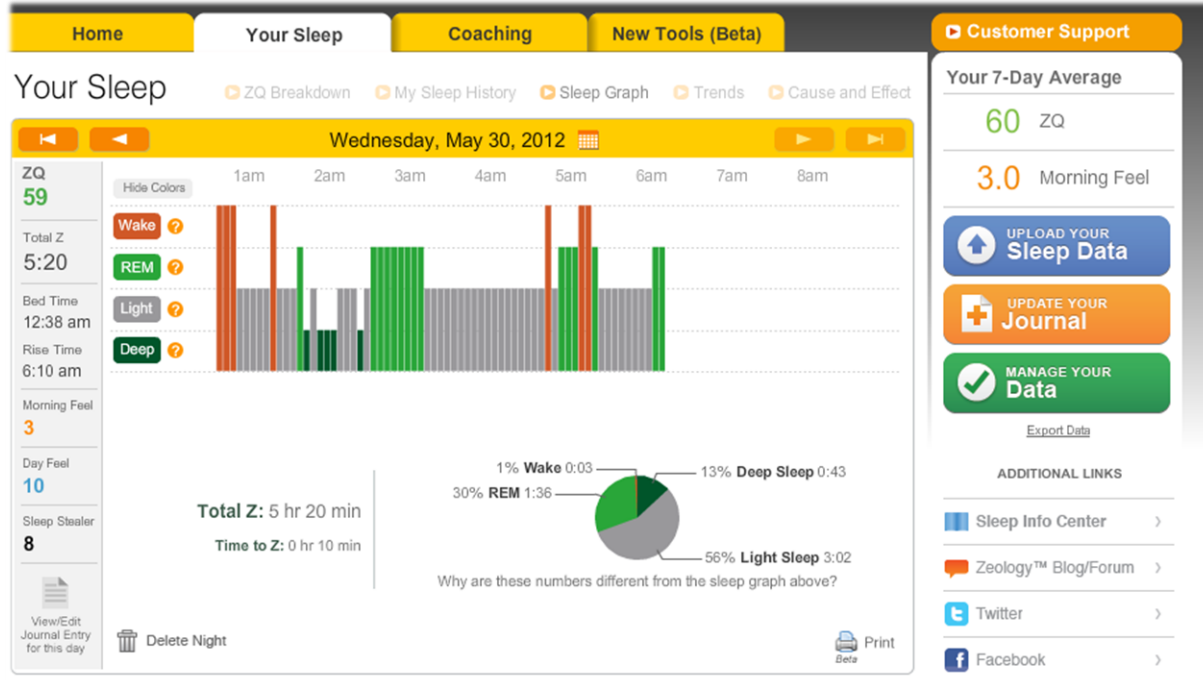 Home
Your Sleep
Coaching
New Tools (Beta)
Customer Support
Your Sleep
ZQ Breakdown
My Sleep History
Sleep Graph
Trends
Cause and Effect
Wednesday, May 30, 2012
ZQ
59
Total Z
5:20
Bed Time
12:38 am
Rise Time
6:10 am
Morning Feel
3
Day Feel
10
Sleep Stealer
8
View/Edit
Journal Entry
for this day
Hide Colors
1am 2am 3am 4am 5am 6am 7am 8am
Wake ?
REM ?
Light ?
Deep ?
Total Z: 5 hr 20 min
Time to Z: 0 hr 10 min
1% Wake 0:03
13% Deep Sleep 0:43
30% REM 1:36
56% Light Sleep 3:02
Why are these numbers different from the sleep graph above?
Delete Night
Print
Beta
Your 7-Day Average
60 ZQ
3.0 Morning Feel
UPLOAD YOUR
Sleep Data
UPDATE YOUR
Journal
MANAGE YOUR
Data
Export Data
ADDITIONAL LINKS
Sleep Info Center
Zeology™ Blog/Forum
Twitter
Facebook